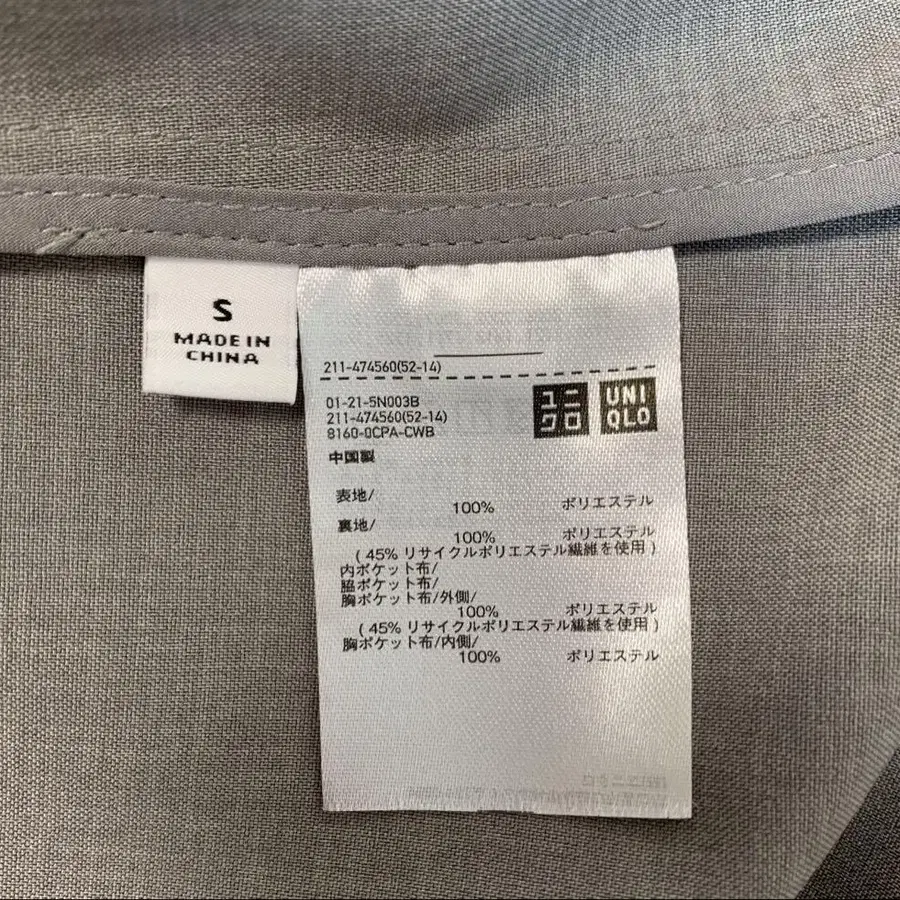 S
MADE IN
CHINA
211-474560(52-14)
01-21-5N003B
211-474560(52-14)
8160-0CPA-CWB
ユニ
クロ
UNI
QLO
中国製
表地/
100% ポリエステル
裏地/
100% ポリエステル
( 45% リサイクルポリエステル繊維を使用 )
内ポケット布/
脇ポケット布/
胸ポケット布/外側/
100% ポリエステル
( 45% リサイクルポリエステル繊維を使用 )
胸ポケット布/内側/
100% ポリエステル